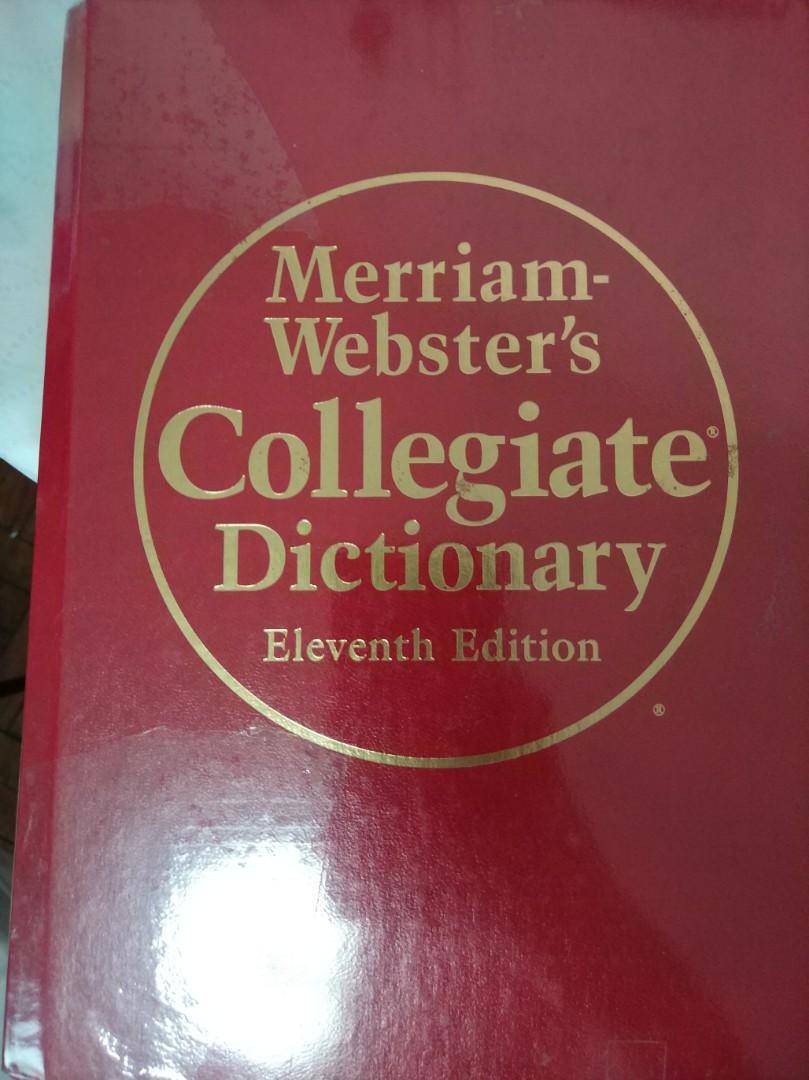 Merriam-
Webster's
Collegiate®
Dictionary
Eleventh Edition
®